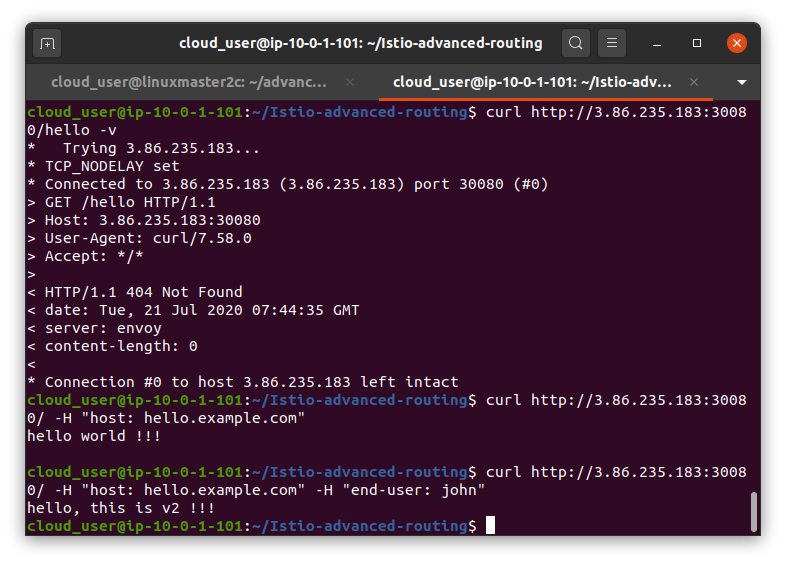 cloud_user@ip-10-0-1-101: ~/Istio-advanced-routing
cloud_user@linuxmaster2c: ~/advanc...
cloud_user@ip-10-0-1-101: ~/Istio-adv...
cloud_user@ip-10-0-1-101:~/Istio-advanced-routing$ curl http://3.86.235.183:3008
0/hello -v
*   Trying 3.86.235.183...
* TCP_NODELAY set
* Connected to 3.86.235.183 (3.86.235.183) port 30080 (#0)
> GET /hello HTTP/1.1
> Host: 3.86.235.183:30080
> User-Agent: curl/7.58.0
> Accept: */*
>
< HTTP/1.1 404 Not Found
< date: Tue, 21 Jul 2020 07:44:35 GMT
< server: envoy
< content-length: 0
<
* Connection #0 to host 3.86.235.183 left intact
cloud_user@ip-10-0-1-101:~/Istio-advanced-routing$ curl http://3.86.235.183:3008
0/ -H "host: hello.example.com"
hello world !!!
cloud_user@ip-10-0-1-101:~/Istio-advanced-routing$ curl http://3.86.235.183:3008
0/ -H "host: hello.example.com" -H "end-user: john"
hello, this is v2 !!!
cloud_user@ip-10-0-1-101:~/Istio-advanced-routing$